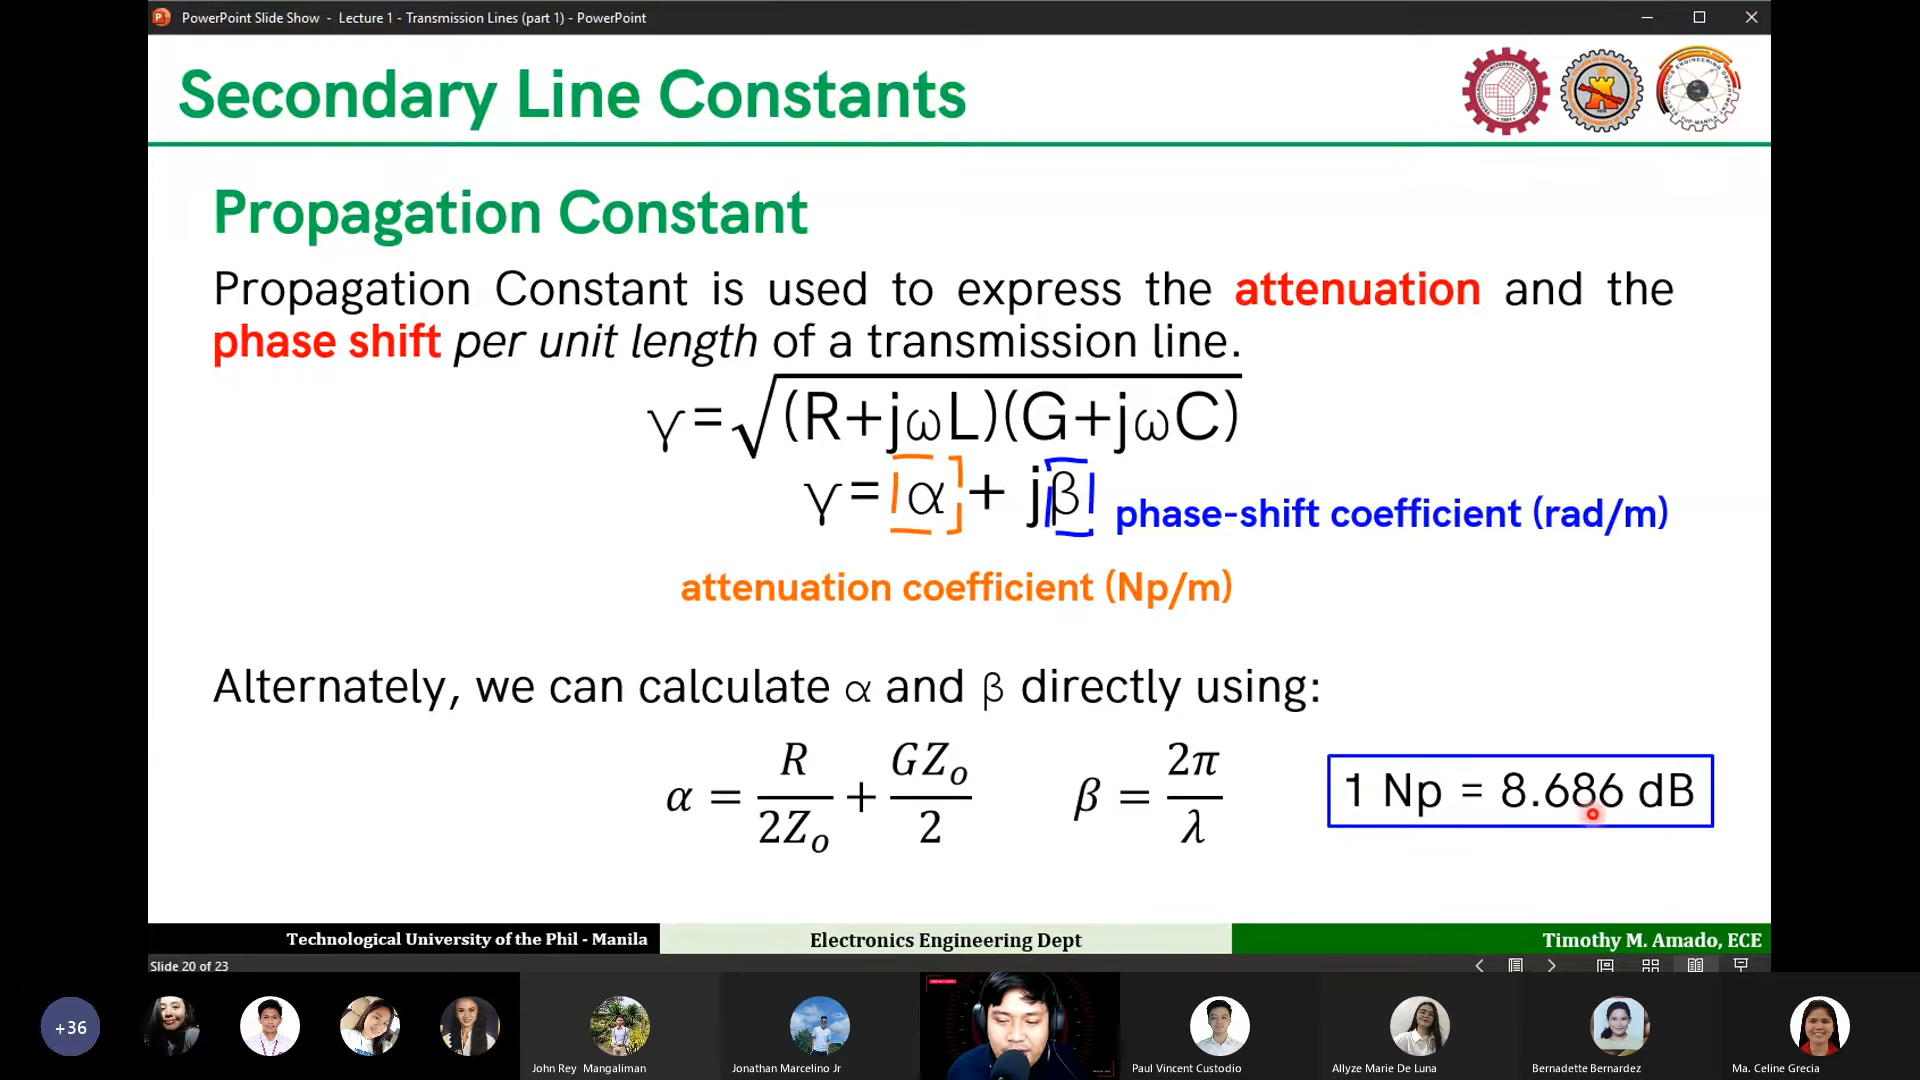 PowerPoint Slide Show - Lecture 1 - Transmission Lines (part 1) - PowerPoint
Secondary Line Constants
Propagation Constant
Propagation Constant is used to express the attenuation and the
phase shift per unit length of a transmission line.
γ=√(R+jωL)(G+jωC)
γ= α + jβ
phase-shift coefficient (rad/m)
attenuation coefficient (Np/m)
Alternately, we can calculate α and β directly using:
α = R/2Zₒ + GZₒ/2
β = 2π/λ
1 Np = 8.686 dB
Technological University of the Phil - Manila
Electronics Engineering Dept
Timothy M. Amado, ECE
Slide 20 of 23
+36
John Rey Mangaliman
Jonathan Marcelino Jr
Paul Vincent Custodio
Allyze Marie De Luna
Bernadette Bernardez
Ma. Celine Grecia